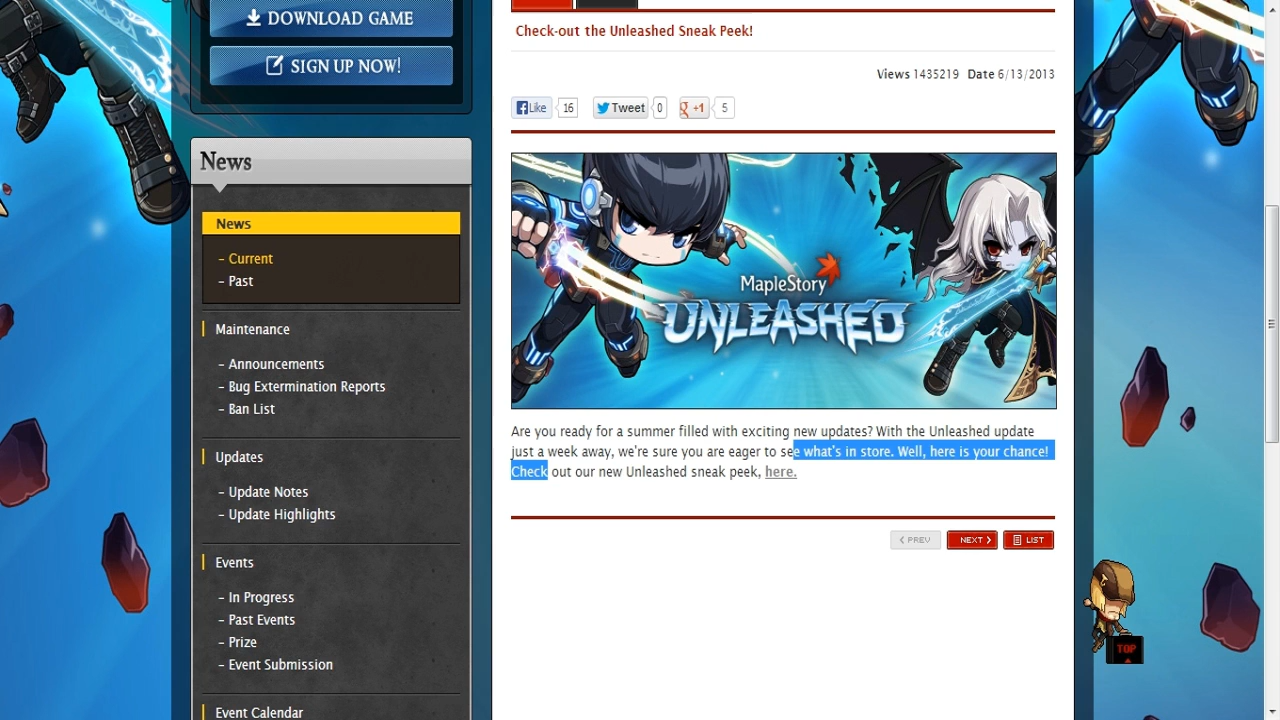 DOWNLOAD GAME
SIGN UP NOW!
News
News
- Current
- Past
Maintenance
- Announcements
- Bug Extermination Reports
- Ban List
Updates
- Update Notes
- Update Highlights
Events
- In Progress
- Past Events
- Prize
- Event Submission
Event Calendar
Check-out the Unleashed Sneak Peek!
Views 1435219 Date 6/13/2013
Like 16 Tweet 0 +1 5
MapleStory
UNLEASHED
Are you ready for a summer filled with exciting new updates? With the Unleashed update
just a week away, we're sure you are eager to see what's in store. Well, here is your chance!
Check out our new Unleashed sneak peek, here.
PREV NEXT LIST
TOP